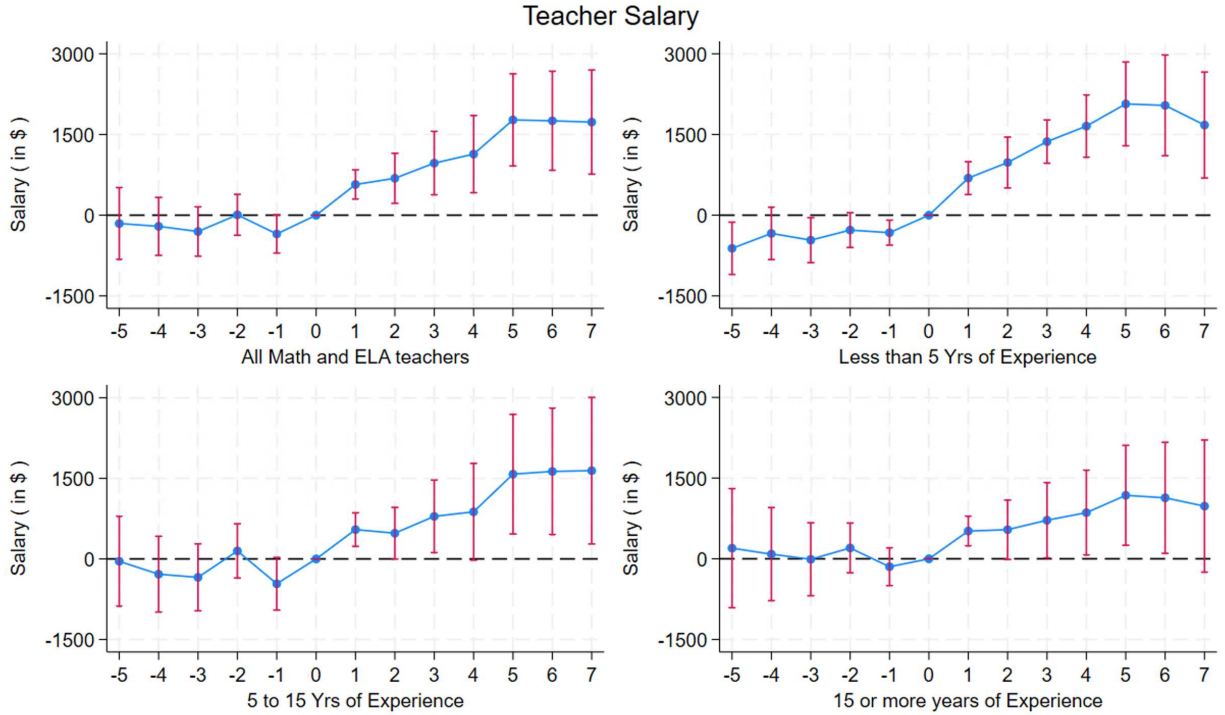 Teacher Salary
Salary ( in $ )
3000
1500
0
-1500
-5 -4 -3 -2 -1 0 1 2 3 4 5 6 7
All Math and ELA teachers
Salary ( in $ )
3000
1500
0
-1500
-5 -4 -3 -2 -1 0 1 2 3 4 5 6 7
Less than 5 Yrs of Experience
Salary ( in $ )
3000
1500
0
-1500
-5 -4 -3 -2 -1 0 1 2 3 4 5 6 7
5 to 15 Yrs of Experience
Salary ( in $ )
3000
1500
0
-1500
-5 -4 -3 -2 -1 0 1 2 3 4 5 6 7
15 or more years of Experience